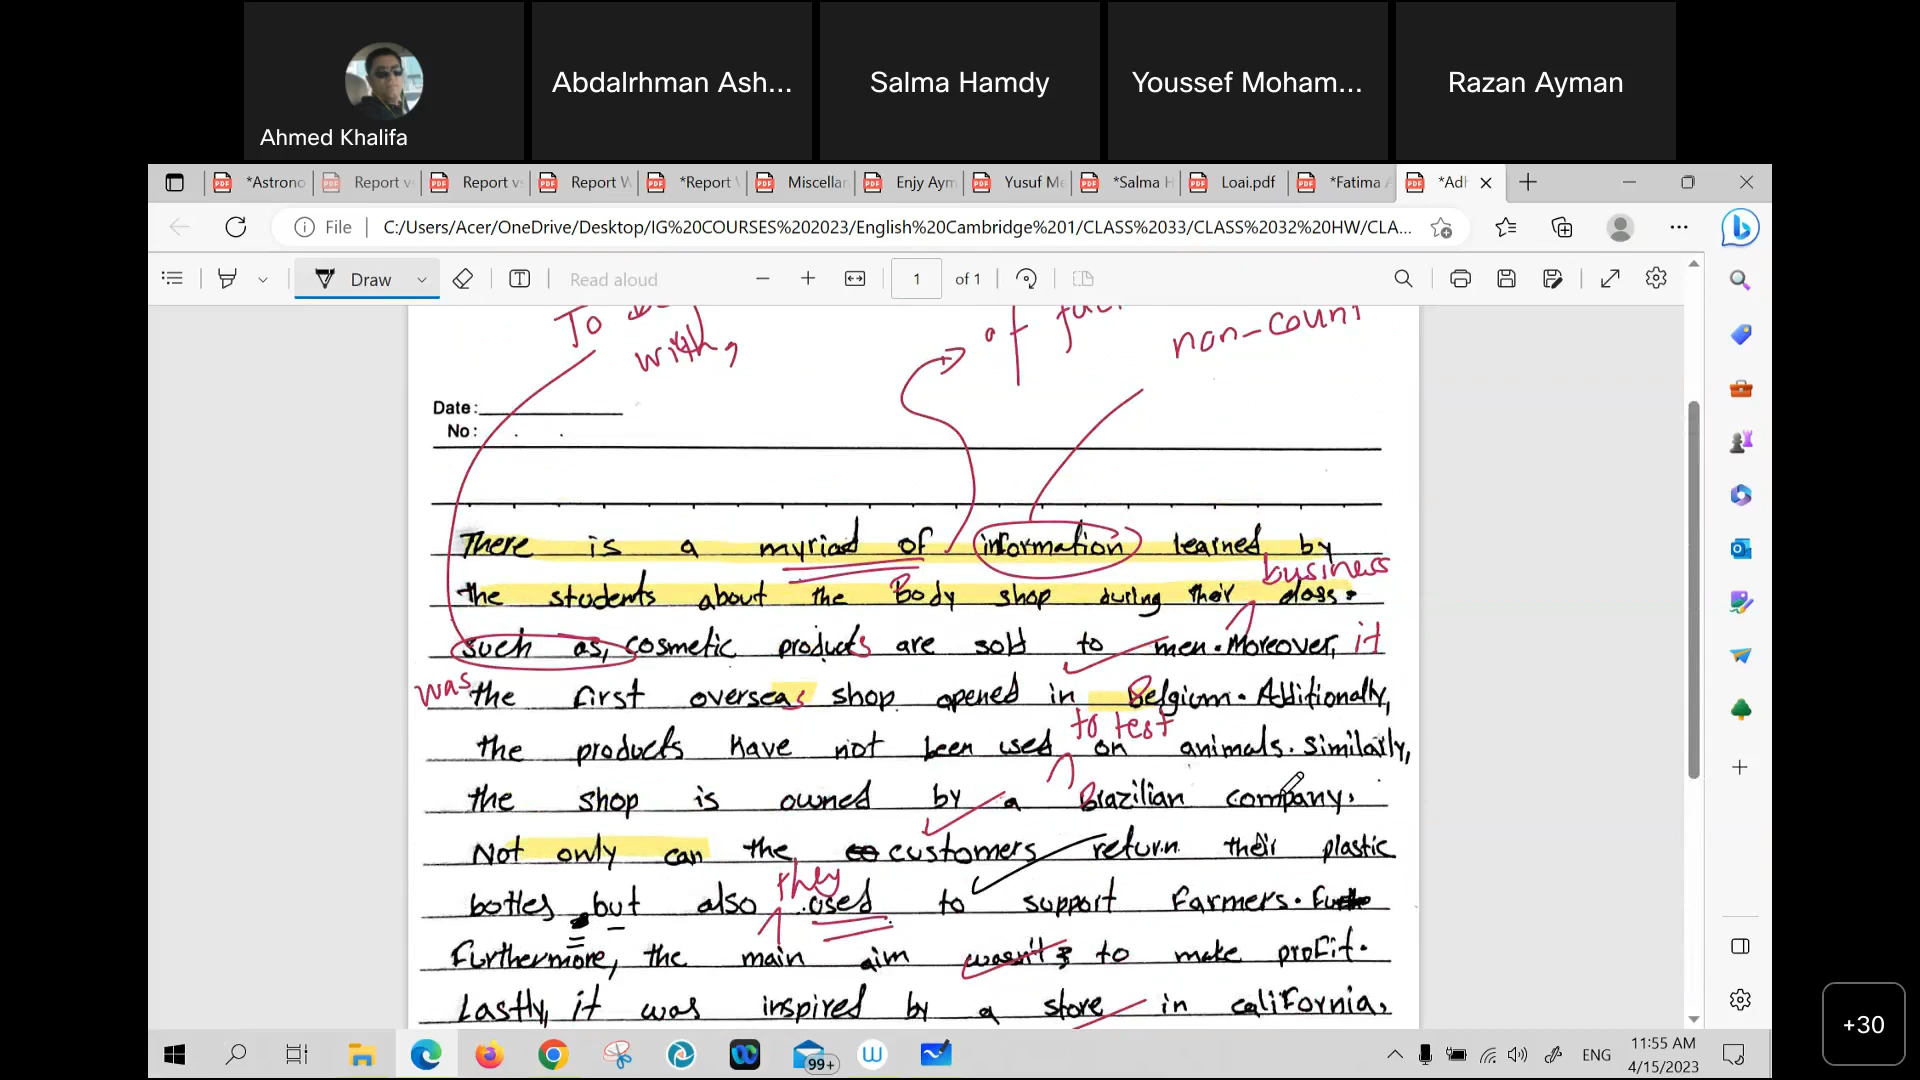 Abdalrhman Ash... Salma Hamdy Youssef Moham... Razan Ayman
Ahmed Khalifa
*Astrono Report v Report vs Report W *Report Miscellar Enjy Aym Yusuf Me *Salma H Loai.pdf *Fatima *Adh
File C:/Users/Acer/OneDrive/Desktop/IG%20COURSES%202023/English%20Cambridge%201/CLASS%2033/CLASS%2032%20HW/CLA...
Draw Read aloud 1 of 1
To
with,
of
non-count
Date:
No:
There is a myriad of information learned by
business
the students about the Body shop during their class.
such as, cosmetic products are sold to men. Moreover, it
was the first overseas shop opened in Belgium. Additionally,
to test
the products have not been used on animals. Similarly,
the shop is owned by a Brazilian company.
Not only can the customers return their plastic
they
bottles but also used to support farmers.
Furthermore, the main aim wasn't to make profit.
Lastly, it was inspired by a store in california.
99+
ENG
11:55 AM
4/15/2023
+30